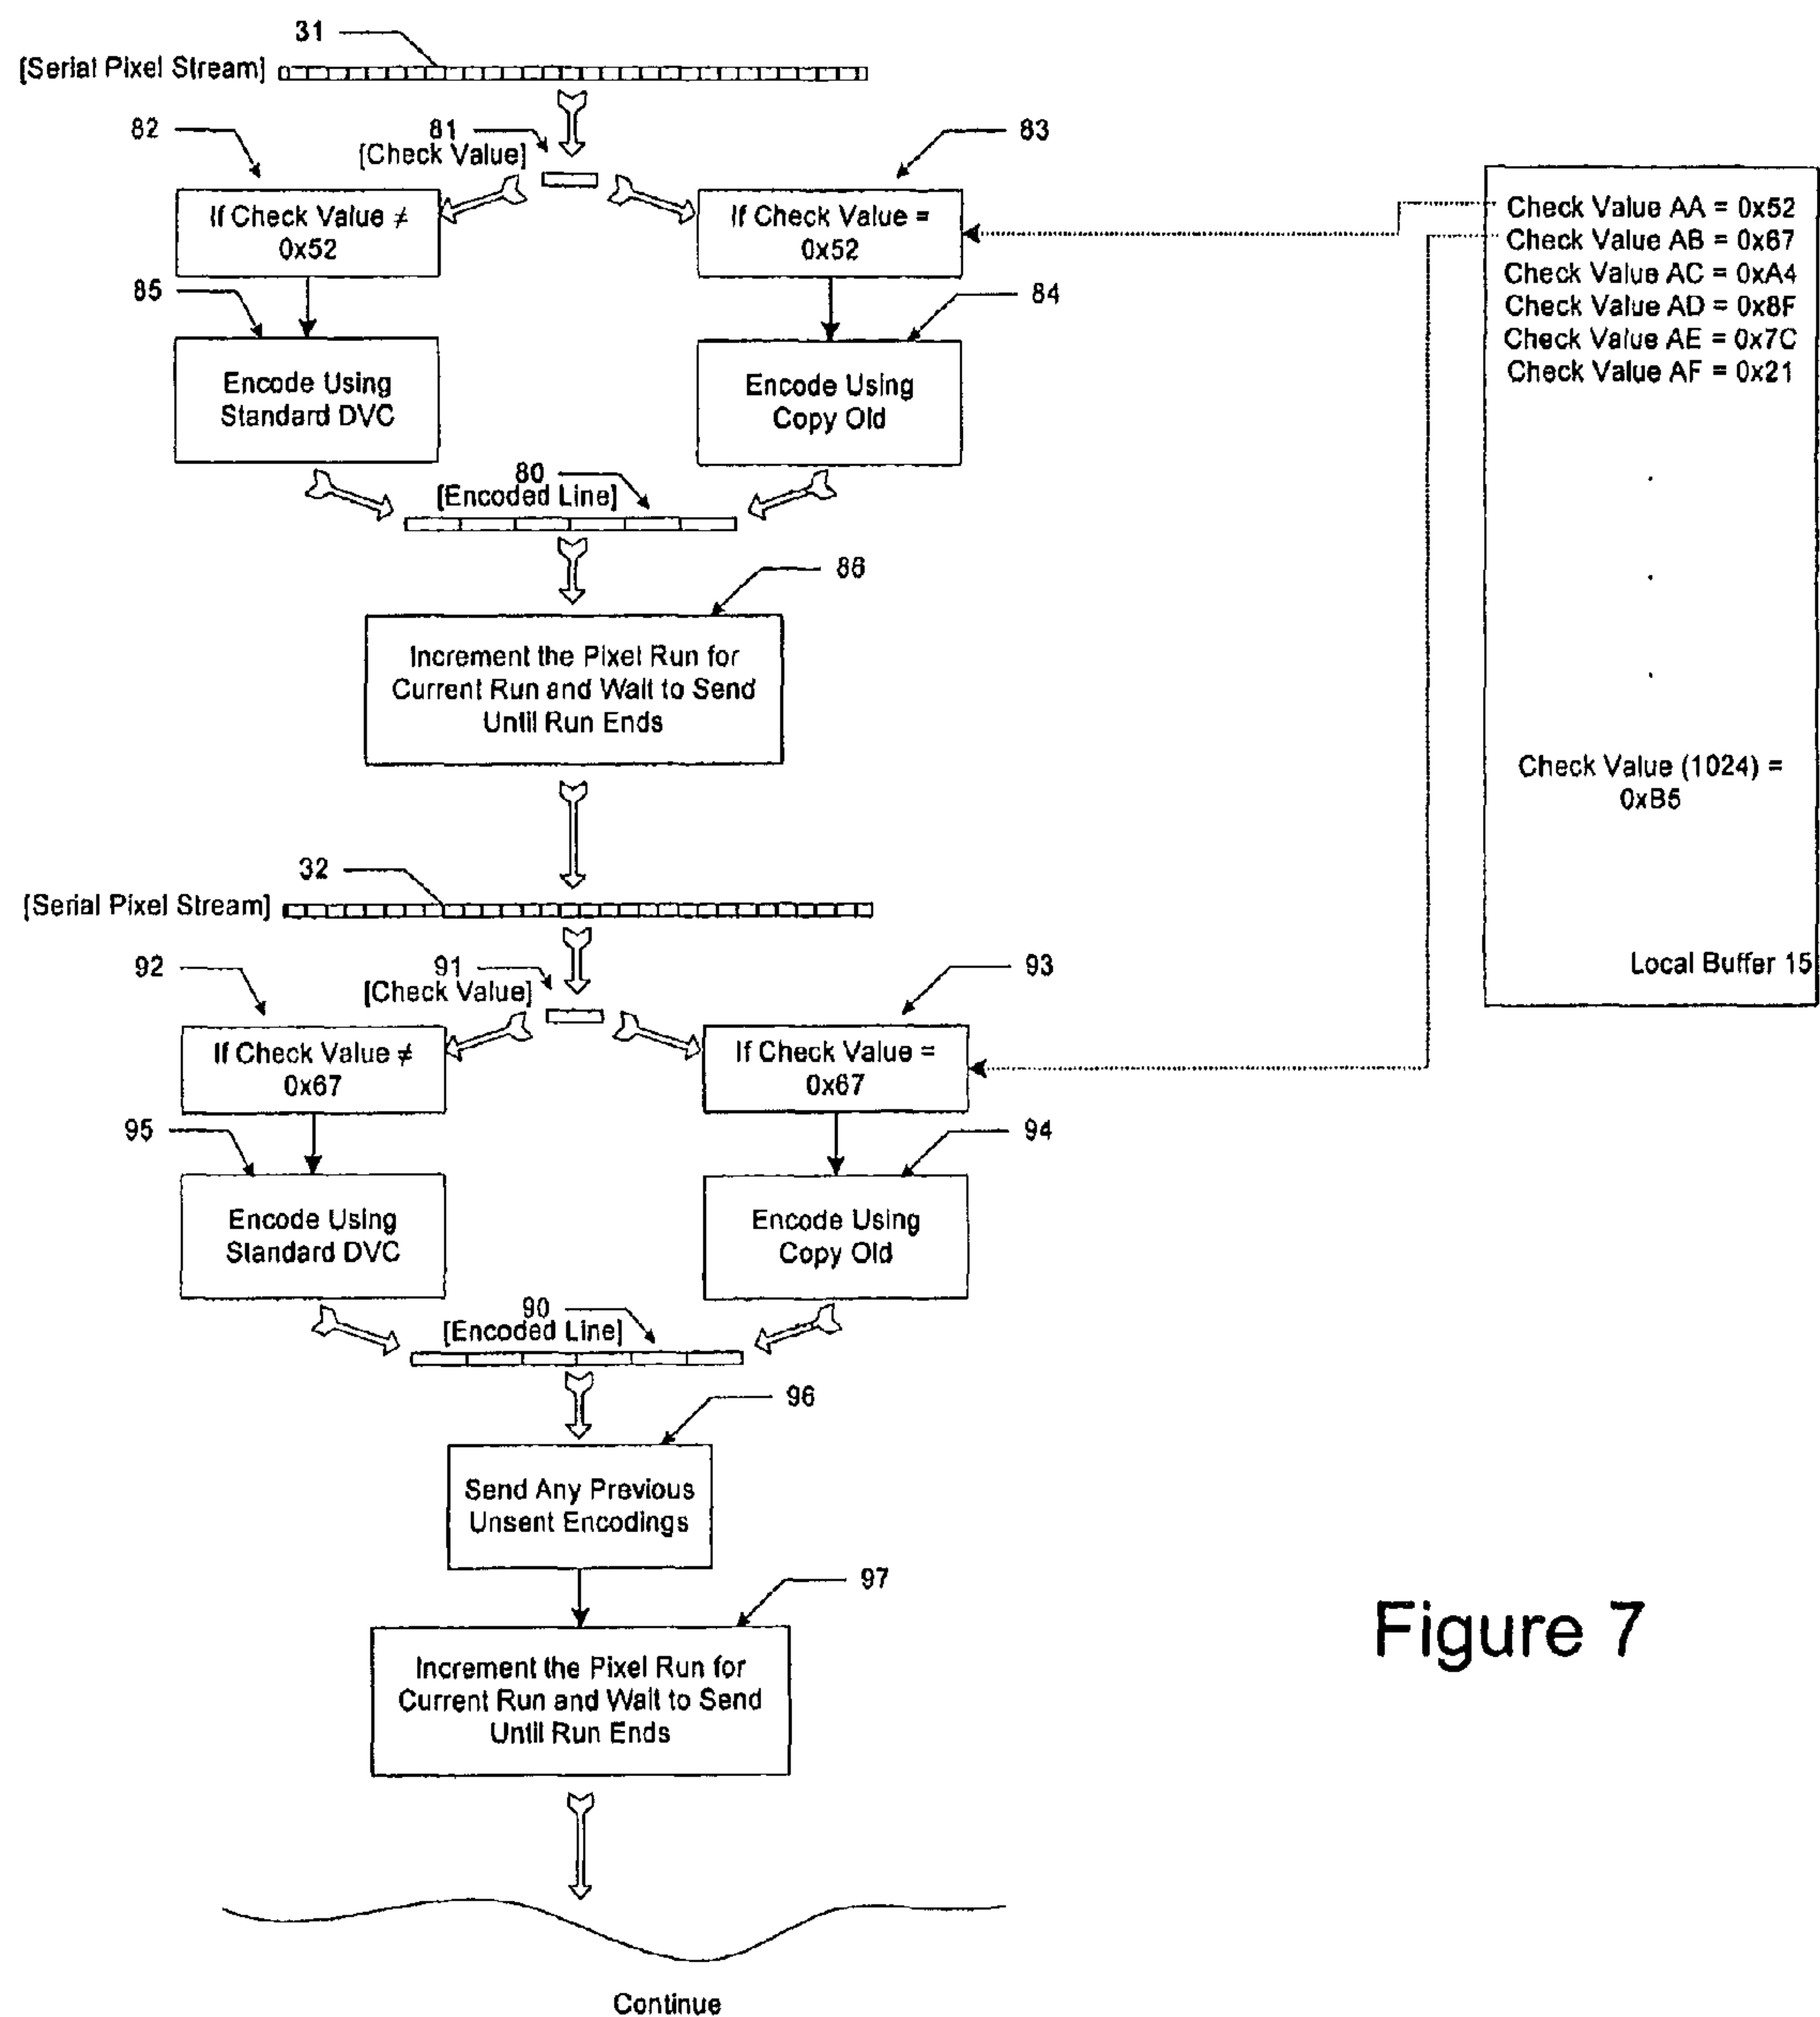 31
[Serial Pixel Stream]
82
81
[Check Value]
83
If Check Value ≠
0x52
If Check Value =
0x52
85
84
Encode Using
Standard DVC
Encode Using
Copy Old
80
[Encoded Line]
86
Increment the Pixel Run for
Current Run and Wait to Send
Until Run Ends
32
[Serial Pixel Stream]
92
91
[Check Value]
93
If Check Value ≠
0x67
If Check Value =
0x67
95
94
Encode Using
Standard DVC
Encode Using
Copy Old
90
[Encoded Line]
96
Send Any Previous
Unsent Encodings
97
Increment the Pixel Run for
Current Run and Wait to Send
Until Run Ends
Continue
Check Value AA = 0x52
Check Value AB = 0x67
Check Value AC = 0xA4
Check Value AD = 0x8F
Check Value AE = 0x7C
Check Value AF = 0x21
.
.
.
Check Value (1024) =
0xB5
Local Buffer 15
Figure 7